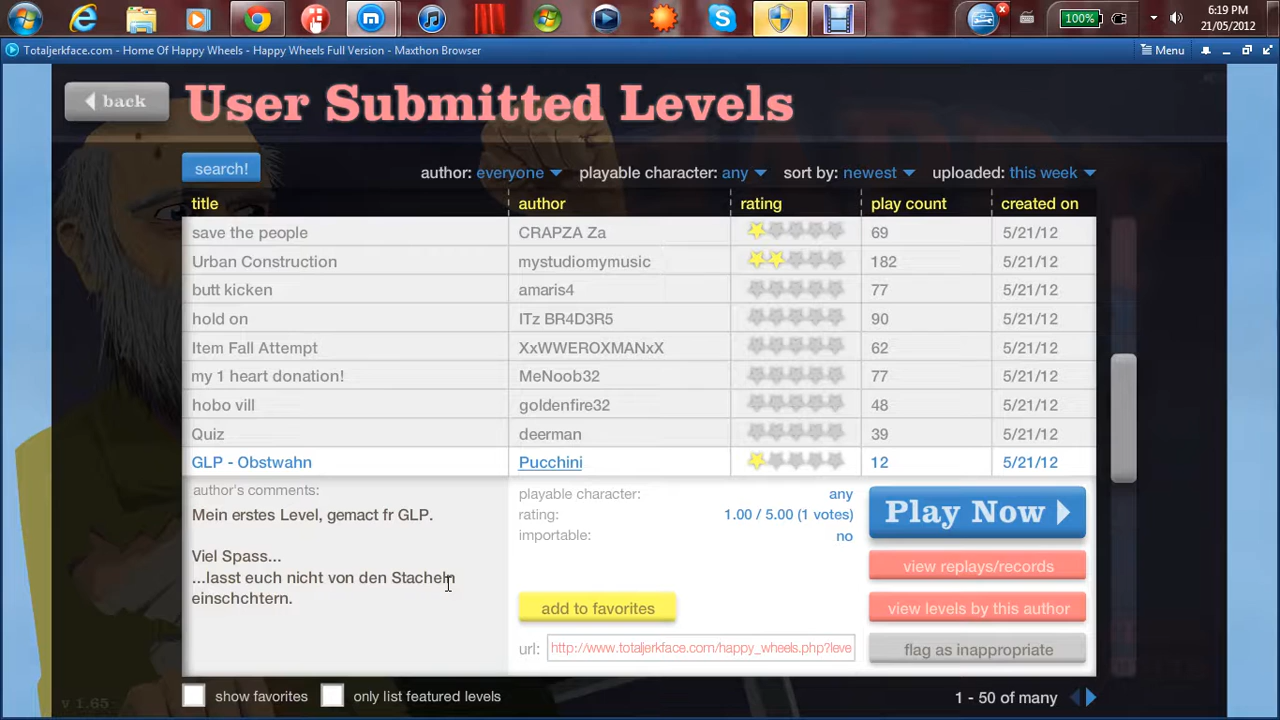 100%
6:19 PM
21/05/2012
Totaljerkface.com - Home Of Happy Wheels - Happy Wheels Full Version - Maxthon Browser
Menu
back
User Submitted Levels
search!
author: everyone
playable character: any
sort by: newest
uploaded: this week
title author rating play count created on
save the people CRAPZA Za 69 5/21/12
Urban Construction mystudiomymusic 182 5/21/12
butt kicken amaris4 77 5/21/12
hold on ITz BR4D3R5 90 5/21/12
Item Fall Attempt XxWWEROXMANxX 62 5/21/12
my 1 heart donation! MeNoob32 77 5/21/12
hobo vill goldenfire32 48 5/21/12
Quiz deerman 39 5/21/12
GLP - Obstwahn Pucchini 12 5/21/12
author's comments:
Mein erstes Level, gemact fr GLP.
Viel Spass...
...lasst euch nicht von den Stacheln
einschchtern.
playable character: any
rating: 1.00 / 5.00 (1 votes)
importable: no
add to favorites
url: http://www.totaljerkface.com/happy_wheels.php?leve
Play Now
view replays/records
view levels by this author
flag as inappropriate
show favorites
only list featured levels
1 - 50 of many
v 1.65